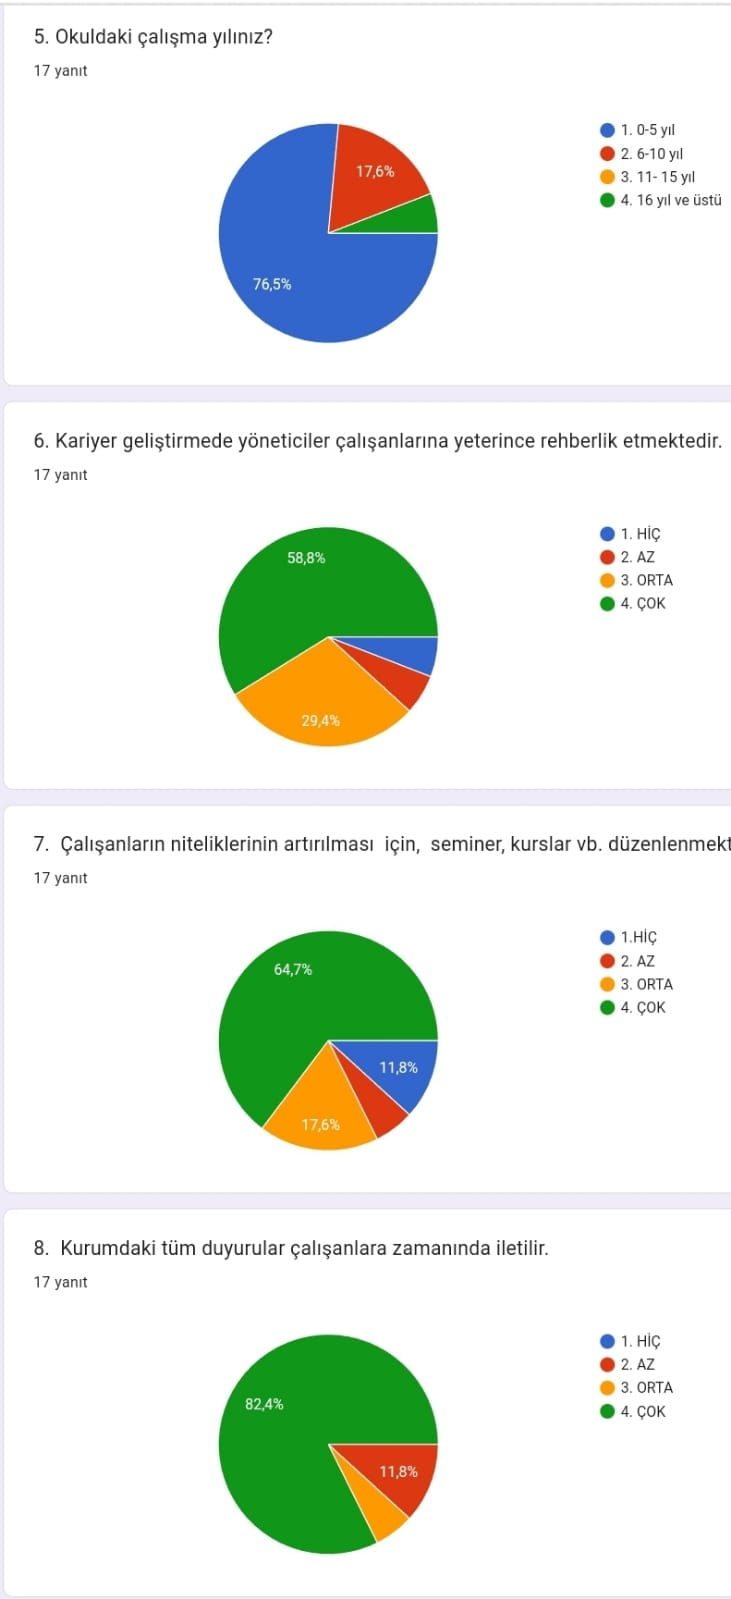 5. Okuldaki çalışma yılınız?
17 yanıt
1. 0-5 yıl
2. 6-10 yıl
3. 11- 15 yıl
4. 16 yıl ve üstü
17,6%
76,5%
6. Kariyer geliştirmede yöneticiler çalışanlarına yeterince rehberlik etmektedir.
17 yanıt
1. HİÇ
2. AZ
3. ORTA
4. ÇOK
58,8%
29,4%
7. Çalışanların niteliklerinin artırılması için, seminer, kurslar vb. düzenlenmekt
17 yanıt
1.HİÇ
2. AZ
3. ORTA
4. ÇOK
64,7%
11,8%
17,6%
8. Kurumdaki tüm duyurular çalışanlara zamanında iletilir.
17 yanıt
1. HİÇ
2. AZ
3. ORTA
4. ÇOK
82,4%
11,8%